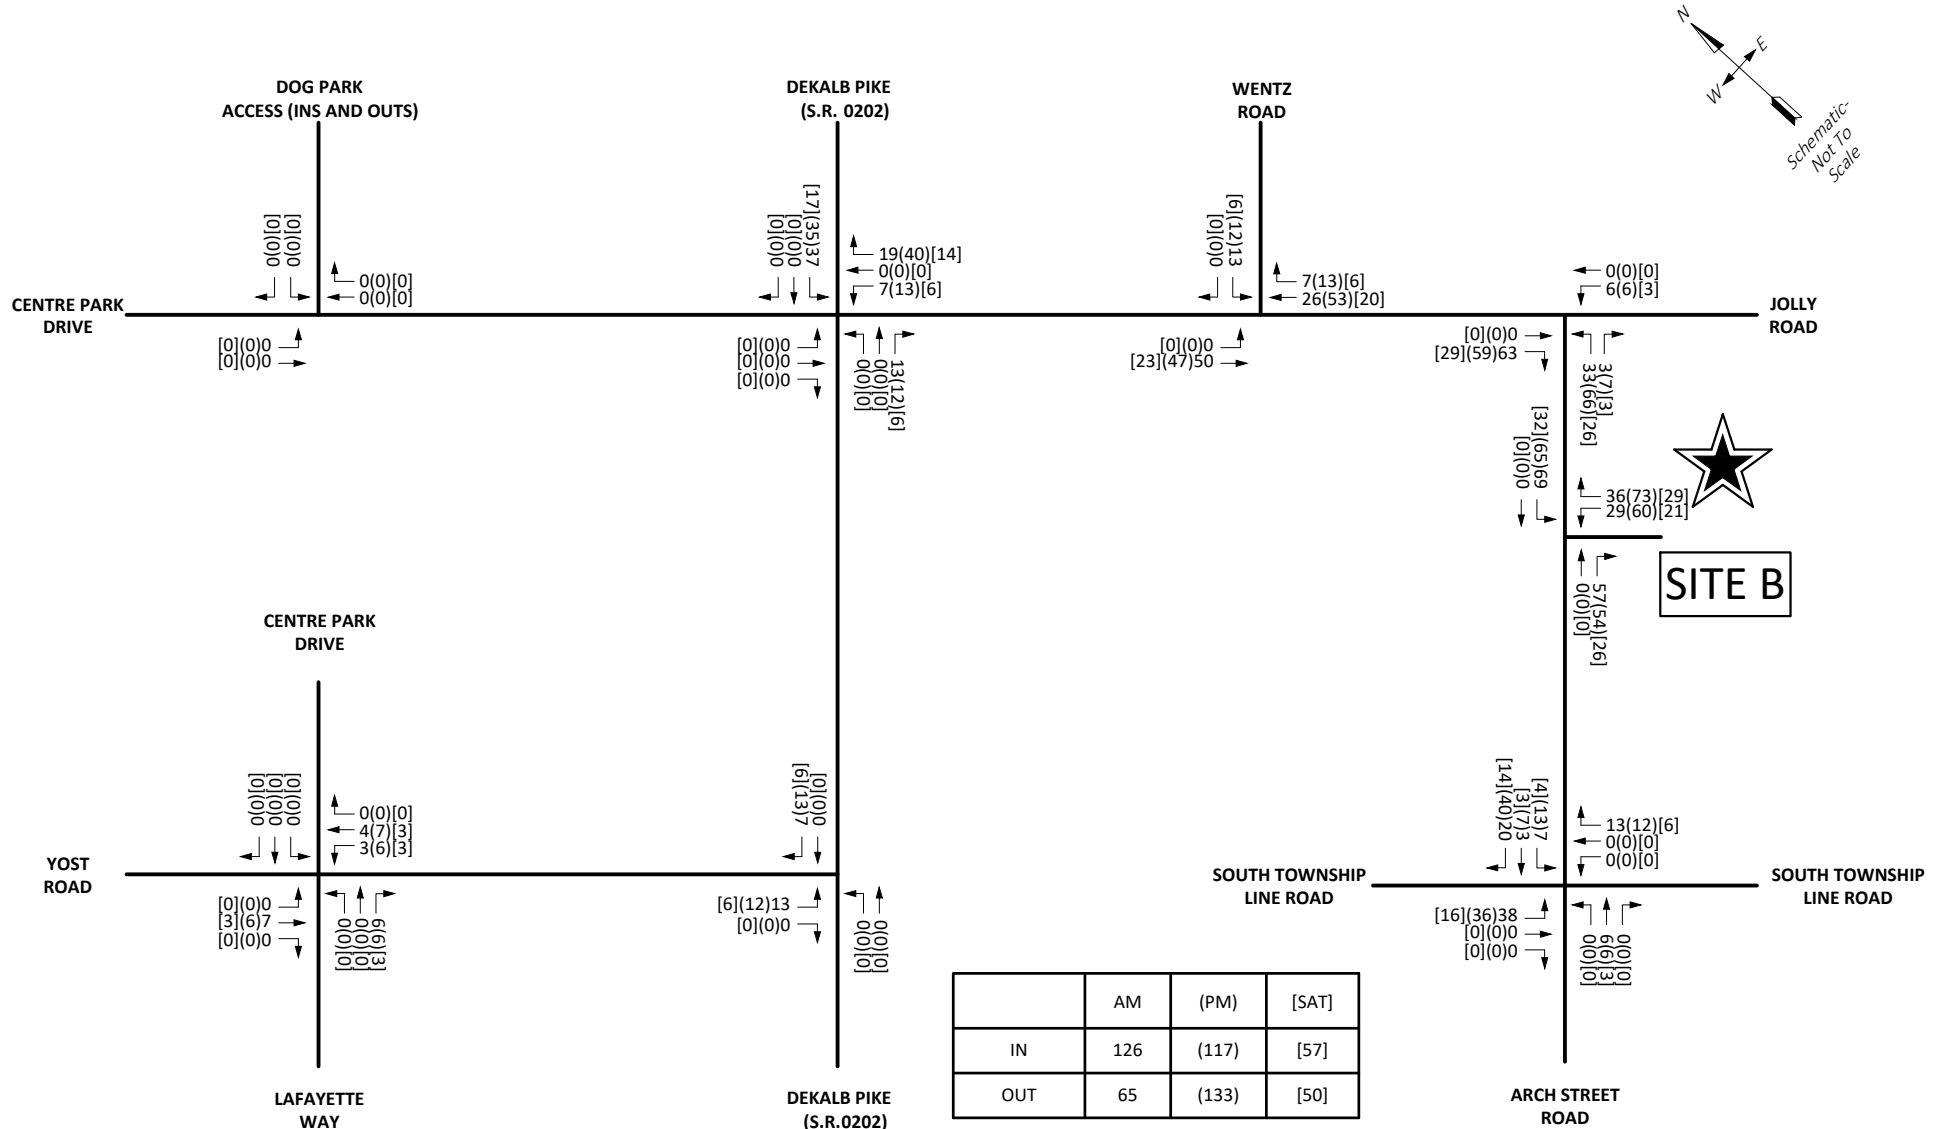 N
E
W
Schematic-
Not To
Scale
DOG PARK
ACCESS (INS AND OUTS)
DEKALB PIKE
(S.R. 0202)
WENTZ
ROAD
[0](0)0
[0](0)0
0(0)[0]
0(0)[0]
CENTRE PARK
DRIVE
[0](0)0
[0](0)0
[0](0)0
[0](0)0
[17](35)37
19(40)[14]
0(0)[0]
7(13)[6]
[0](0)0
[0](0)0
[0](0)0
0(0)[0]
0(0)[0]
13(12)[6]
[0](0)0
[6](12)13
7(13)[6]
26(53)[20]
[0](0)0
[23](47)50
0(0)[0]
6(6)[3]
JOLLY
ROAD
[0](0)0
[29](59)63
33(66)[26]
3(7)[3]
[0](0)0
[32](65)69
36(73)[29]
29(60)[21]
SITE B
0(0)[0]
57(54)[26]
CENTRE PARK
DRIVE
[0](0)0
[0](0)0
[0](0)0
0(0)[0]
4(7)[3]
3(6)[3]
YOST
ROAD
[0](0)0
[3](6)7
[0](0)0
0(0)[0]
0(0)[0]
6(6)[3]
LAFAYETTE
WAY
[6](13)7
[0](0)0
[6](12)13
[0](0)0
0(0)[0]
0(0)[0]
DEKALB PIKE
(S.R.0202)
[14](40)20
[3](7)3
[4](13)7
13(12)[6]
0(0)[0]
0(0)[0]
SOUTH TOWNSHIP
LINE ROAD
SOUTH TOWNSHIP
LINE ROAD
[16](36)38
[0](0)0
[0](0)0
0(0)[0]
6(6)[3]
0(0)[0]
ARCH STREET
ROAD
AM (PM) [SAT]
IN 126 (117) [57]
OUT 65 (133) [50]